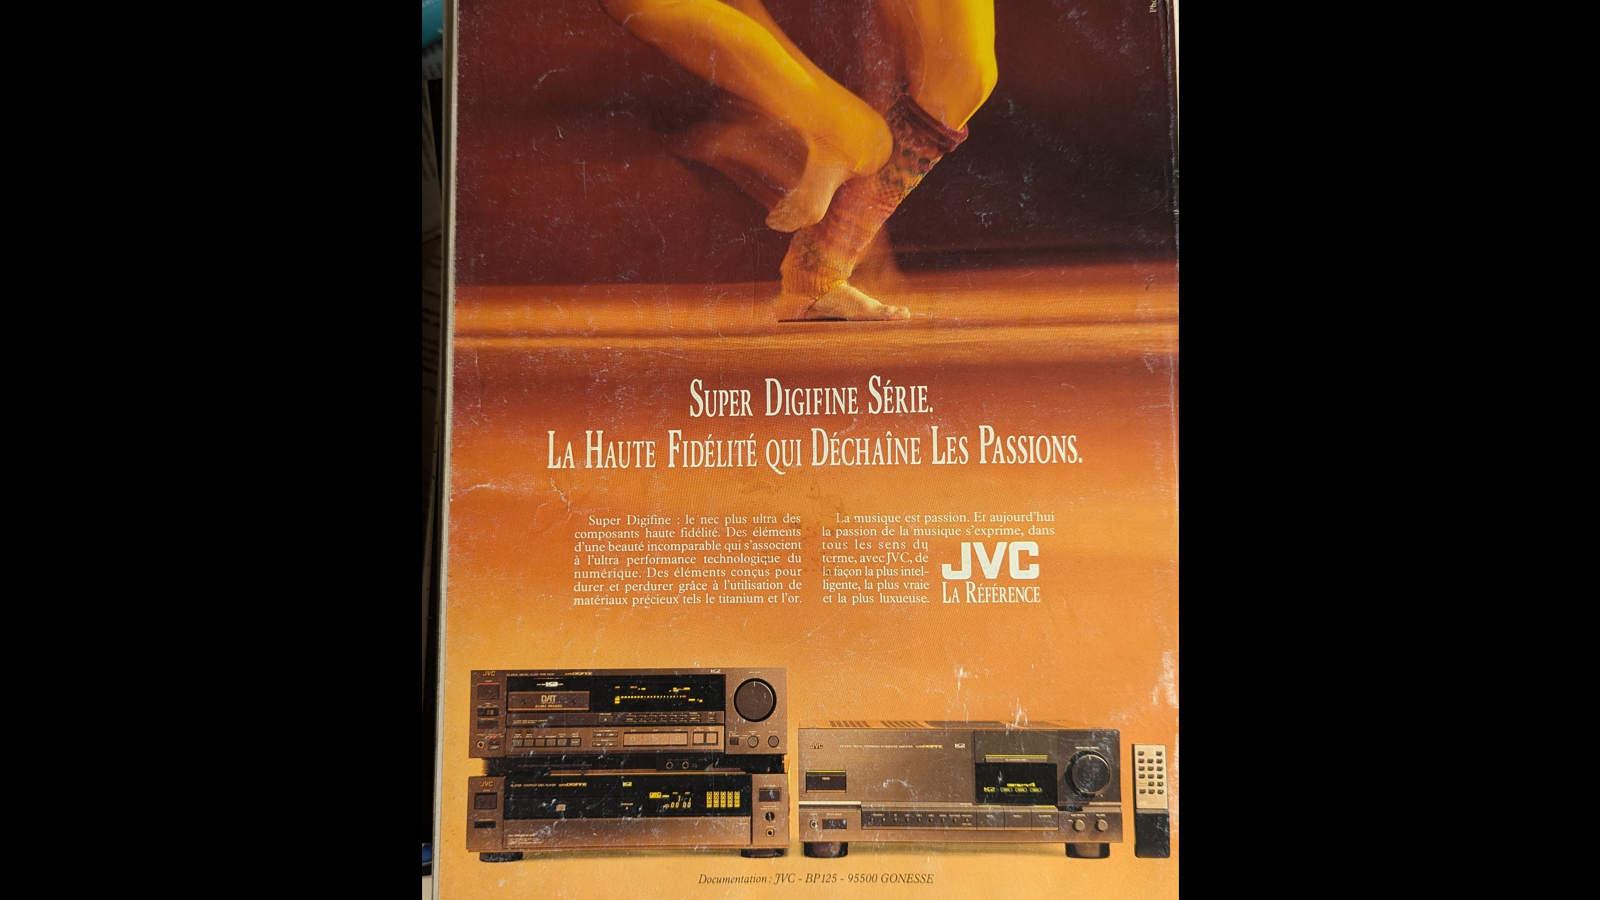 Pho
SUPER DIGIFINE SÉRIE.
LA HAUTE FIDÉLITÉ QUI DÉCHAÎNE LES PASSIONS.
Super Digifine : le nec plus ultra des
composants haute fidélité. Des éléments
d'une beauté incomparable qui s'associent
à l'ultra performance technologique du
numérique. Des éléments conçus pour
durer et perdurer grâce à l'utilisation de
matériaux précieux tels le titanium et l'or.
La musique est passion. Et aujourd'hui
la passion de la musique s'exprime, dans
tous les sens du
terme, avec JVC, de
la façon la plus intel-
ligente, la plus vraie
et la plus luxueuse.
JVC
LA RÉFÉRENCE
JVC
K2
DAT
JVC
K2
JVC
K2
Documentation : JVC - BP125 - 95500 GONESSE